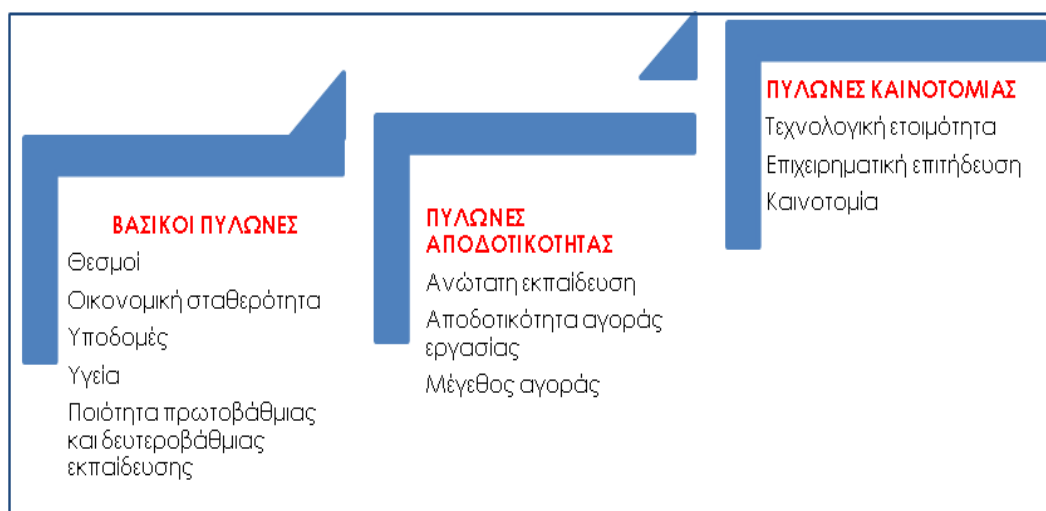 ΒΑΣΙΚΟΙ ΠΥΛΩΝΕΣ
Θεσμοί
Οικονομική σταθερότητα
Υποδομές
Υγεία
Ποιότητα πρωτοβάθμιας
και δευτεροβάθμιας
εκπαίδευσης
ΠΥΛΩΝΕΣ
ΑΠΟΔΟΤΙΚΟΤΗΤΑΣ
Ανώτατη εκπαίδευση
Αποδοτικότητα αγοράς
εργασίας
Μέγεθος αγοράς
ΠΥΛΩΝΕΣ ΚΑΙΝΟΤΟΜΙΑΣ
Τεχνολογική ετοιμότητα
Επιχειρηματική επιτήδευση
Καινοτομία